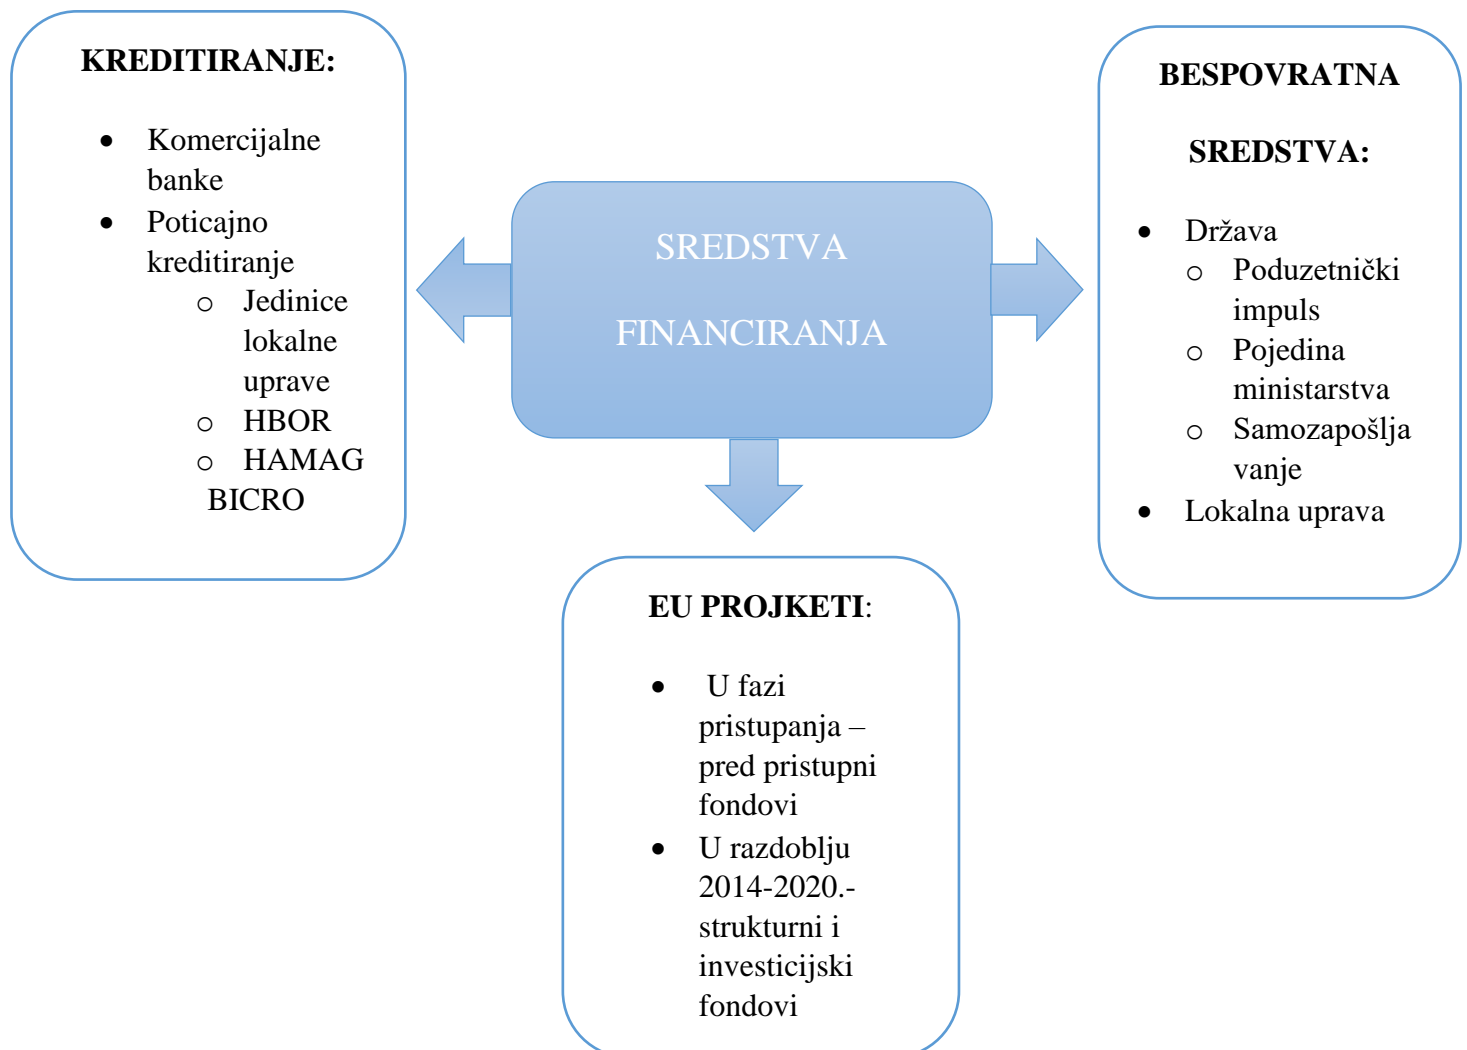 KREDITIRANJE:
• Komercijalne
banke
• Poticajno
kreditiranje
o Jedinice
lokalne
uprave
o HBOR
o HAMAG
BICRO
SREDSTVA
FINANCIRANJA
BESPOVRATNA
SREDSTVA:
• Država
o Poduzetnički
impuls
o Pojedina
ministarstva
o Samozapošlja
vanje
• Lokalna uprava
EU PROJKETI:
• U fazi
pristupanja –
pred pristupni
fondovi
• U razdoblju
2014-2020.-
strukturni i
investicijski
fondovi